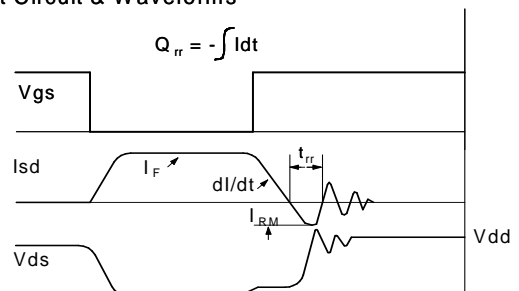 t Circuit & Waveforms
Q rr = - ∫ Idt
Vgs
Isd
I F
dI/dt
t rr
I RM
Vds
Vdd